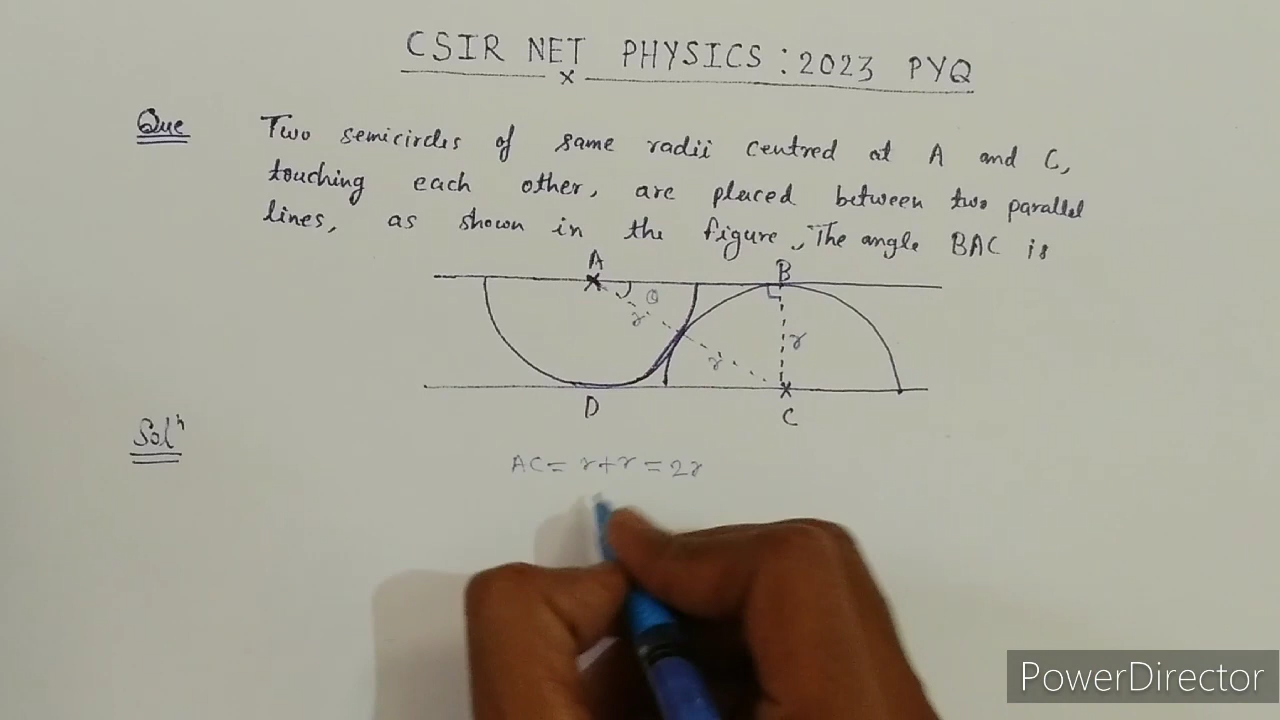 CSIR NET PHYSICS : 2023 PYQ
x
Que Two semicircles of same radii centred at A and C,
touching each other, are placed between two parallel
lines, as shown in the figure, The angle BAC is
A B
θ
r r r
D C
Solⁿ
AC = r+r = 2r
PowerDirector